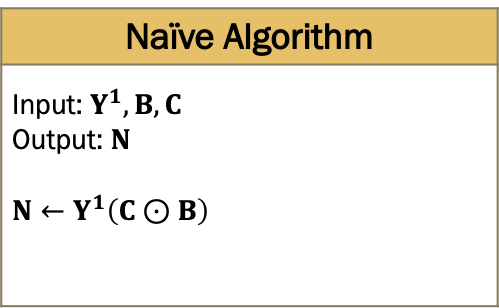 Naïve Algorithm
Input: Y¹, B, C
Output: N
N ← Y¹(C ⊙ B)